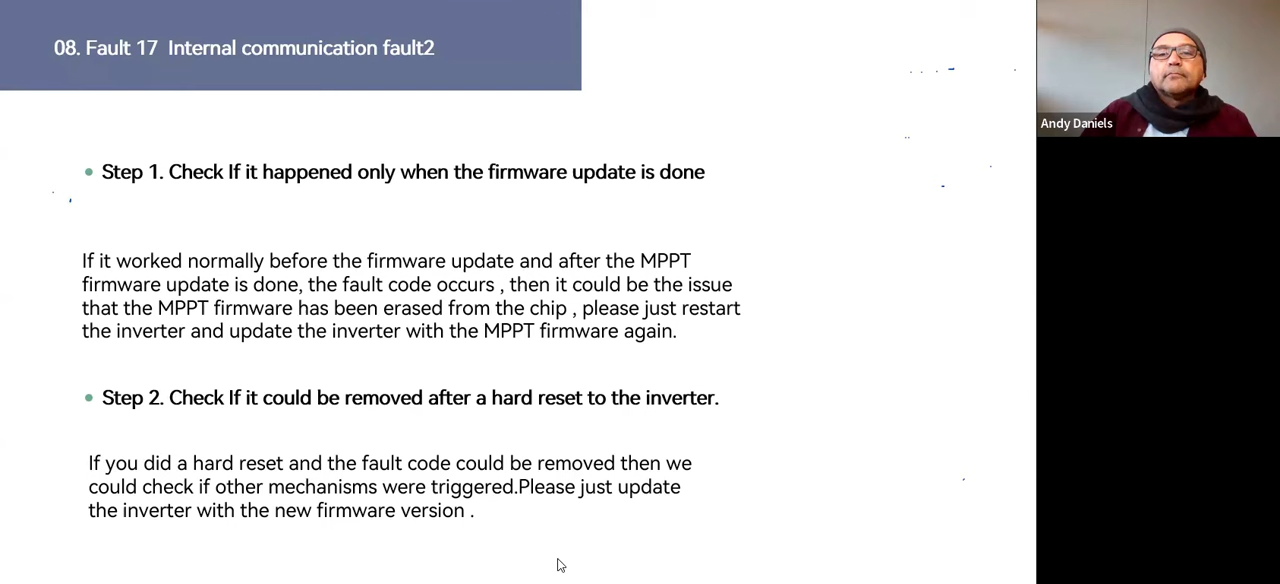 08. Fault 17 Internal communication fault2
Andy Daniels
Step 1. Check If it happened only when the firmware update is done
If it worked normally before the firmware update and after the MPPT
firmware update is done, the fault code occurs , then it could be the issue
that the MPPT firmware has been erased from the chip , please just restart
the inverter and update the inverter with the MPPT firmware again.
Step 2. Check If it could be removed after a hard reset to the inverter.
If you did a hard reset and the fault code could be removed then we
could check if other mechanisms were triggered.Please just update
the inverter with the new firmware version .